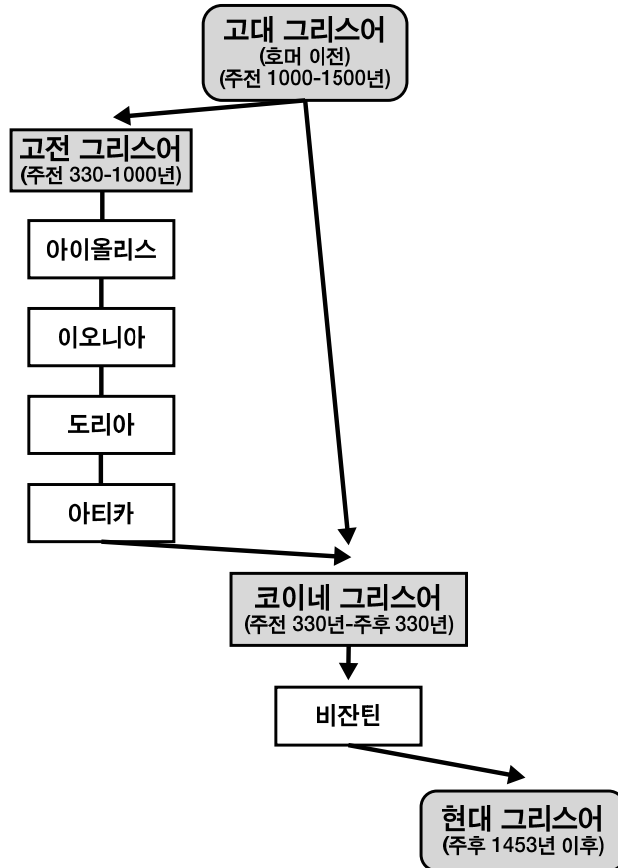 고대 그리스어
(호머 이전)
(주전 1000-1500년)
고전 그리스어
(주전 330-1000년)
아이올리스
이오니아
도리아
아티카
코이네 그리스어
(주전 330년-주후 330년)
비잔틴
현대 그리스어
(주후 1453년 이후)